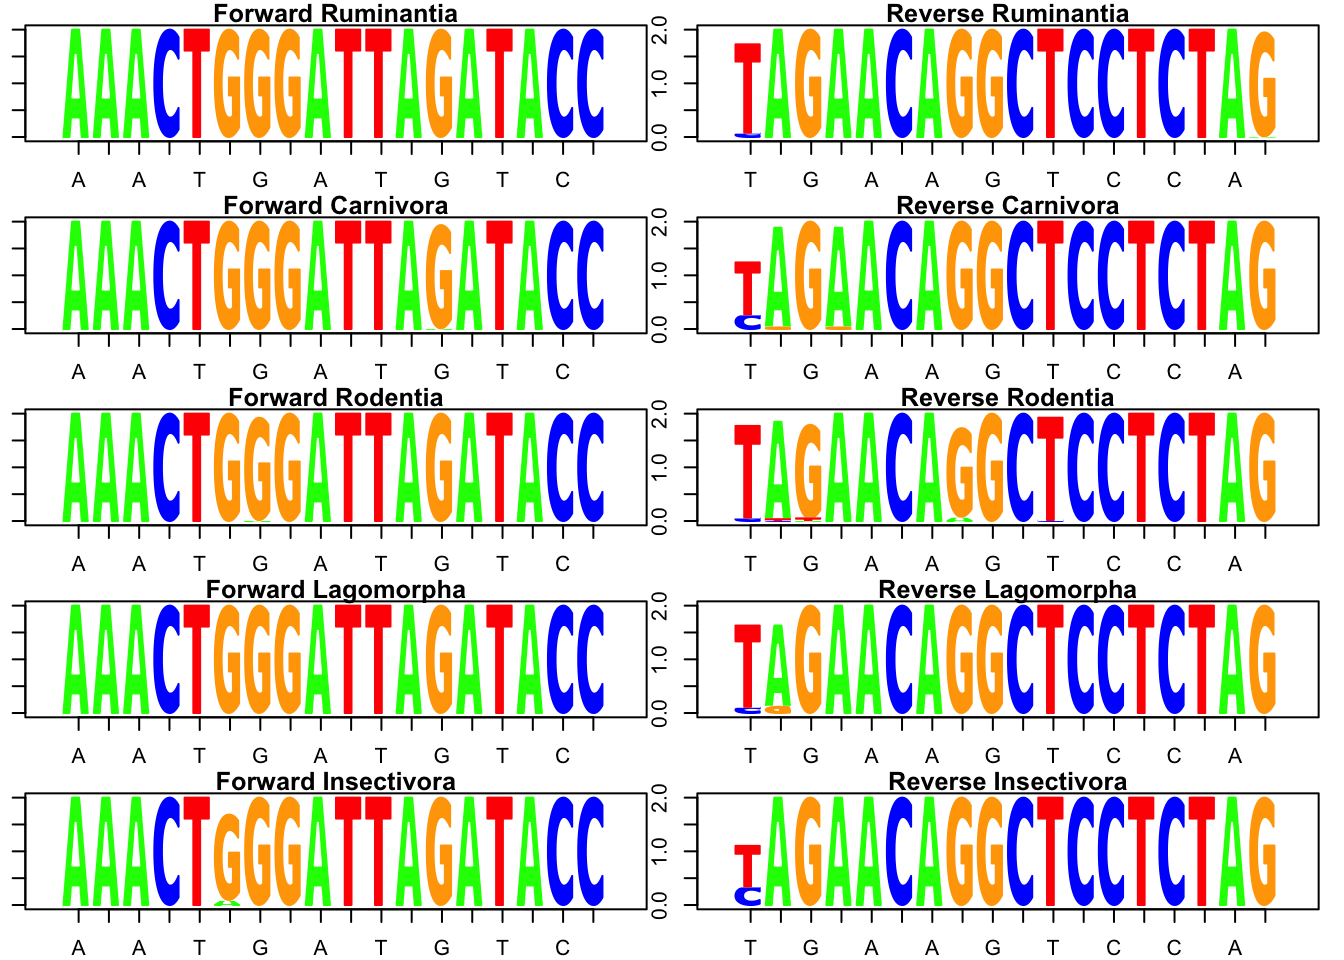 Forward Ruminantia Reverse Ruminantia
AAACTGGGATTAGATACC 0.0 1.0 2.0 TAGAACAGGCTCCTCTAG
A A T G A T G T C T G A A G T C C A
Forward Carnivora Reverse Carnivora
AAACTGGGATTAGATACC 0.0 1.0 2.0 TCAGGAGAACAGGCTCCTCTAG
A A T G A T G T C T G A A G T C C A
Forward Rodentia Reverse Rodentia
AAACTGGGATTAGATACC 0.0 1.0 2.0 TAGAACAGGCTCCTCTAG
A A T G A T G T C T G A A G T C C A
Forward Lagomorpha Reverse Lagomorpha
AAACTGGGATTAGATACC 0.0 1.0 2.0 TCAGGAACAGGCTCCTCTAG
A A T G A T G T C T G A A G T C C A
Forward Insectivora Reverse Insectivora
AAACTGGGATTAGATACC 0.0 1.0 2.0 TCAGAACAGGCTCCTCTAG
A A T G A T G T C T G A A G T C C A